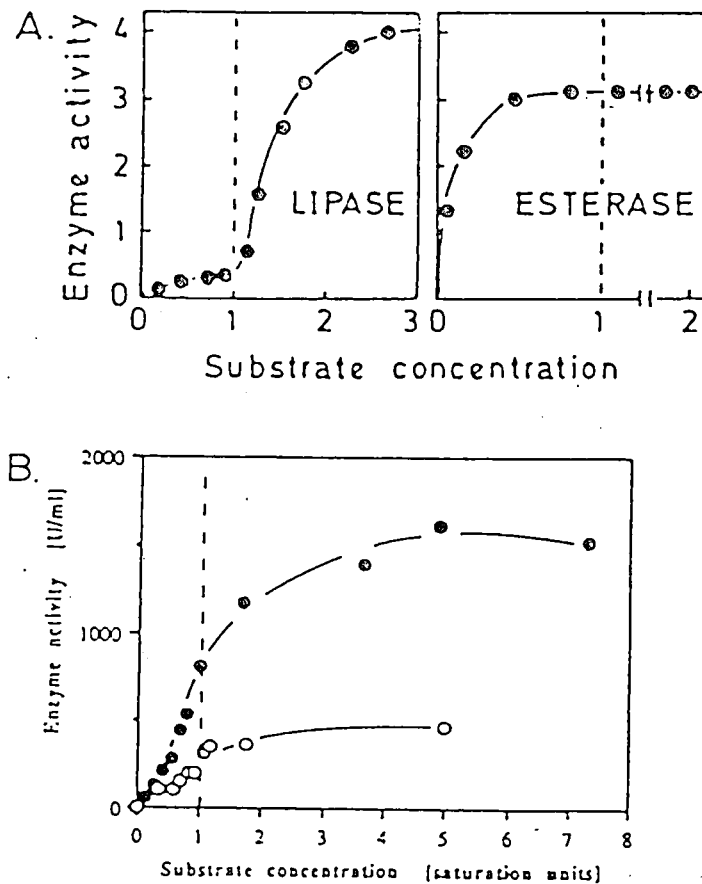 A.
Enzyme activity
4
3
2
1
0
LIPASE
ESTERASE
0 1 2 3
0 1 2
Substrate concentration
B.
Enzyme activity [U/ml]
2000
1000
0
0 1 2 3 4 5 6 7 8
Substrate concentration [saturation units]